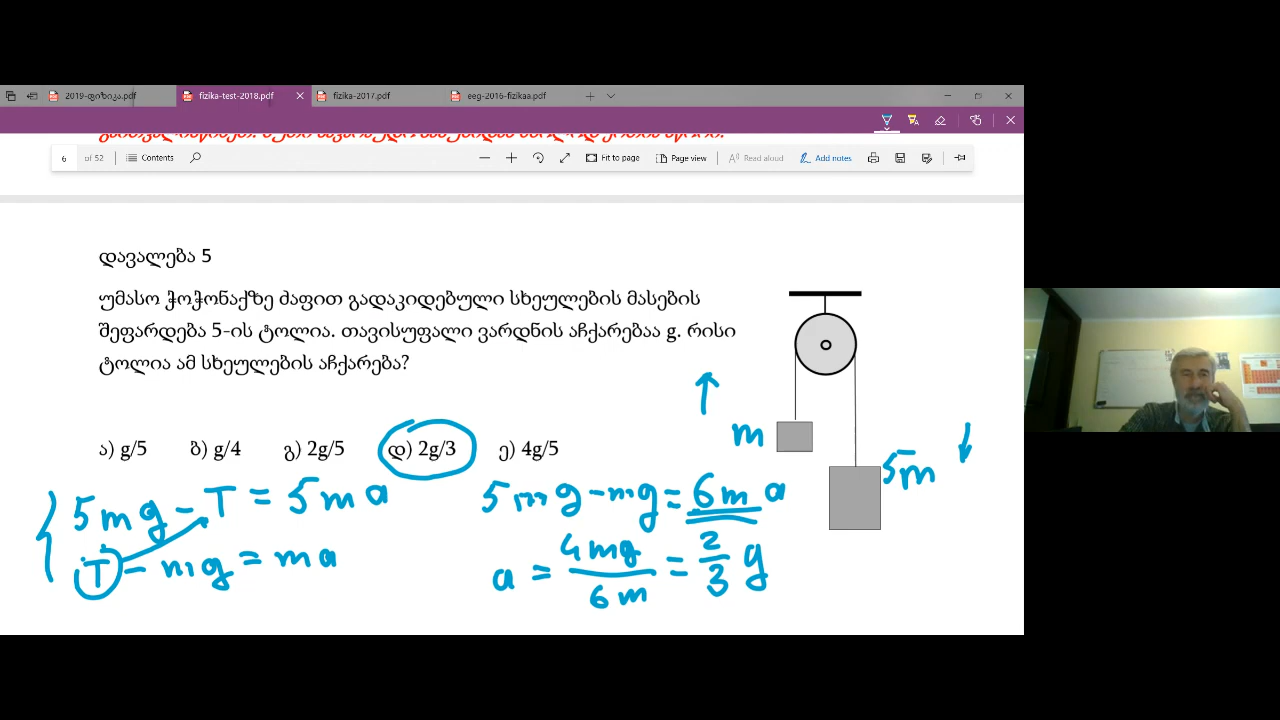 2019-ფიზიკა.pdf fizika-test-2018.pdf fizika-2017.pdf eeg-2016-fizikaa.pdf
6 of 52 Contents Fit to page Page view Read aloud Add notes
დავალება 5
უმასო ჭოჭონაქზე ძაფით გადაკიდებული სხეულების მასების
შეფარდება 5-ის ტოლია. თავისუფალი ვარდნის აჩქარებაა g. რისი
ტოლია ამ სხეულების აჩქარება?
m
5m
ა) g/5 ბ) g/4 გ) 2g/5 დ) 2g/3 ე) 4g/5
5mg - T = 5ma
T - mg = ma
5mg - mg = 6m a
a = 4mg/6m = 2/3 g